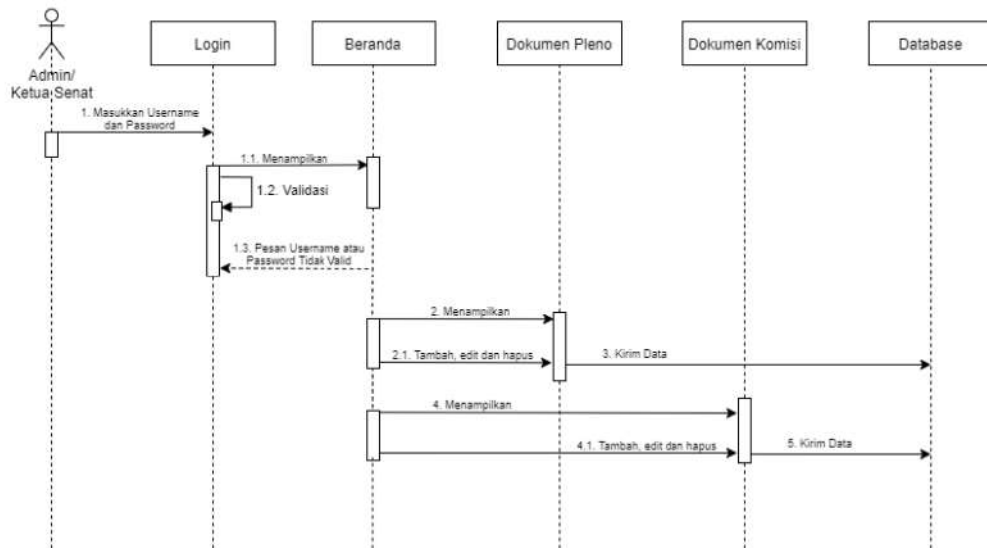 Login
Beranda
Dokumen Pleno
Dokumen Komisi
Database
Admin/
Ketua Senat
1. Masukkan Username
dan Password
1.1. Menampilkan
1.2. Validasi
1.3. Pesan Username atau
Password Tidak Valid
2. Menampilkan
2.1. Tambah, edit dan hapus
3. Kirim Data
4. Menampilkan
4.1. Tambah, edit dan hapus
5. Kirim Data